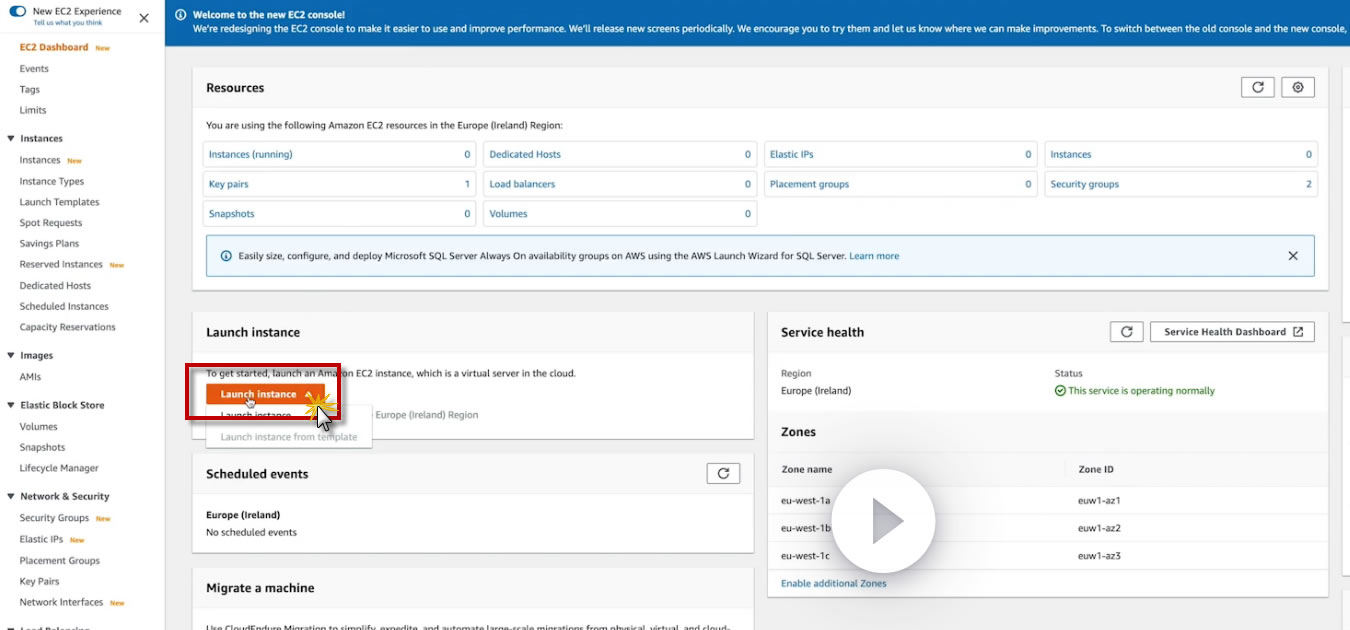 New EC2 Experience
Tell us what you think
EC2 Dashboard New
Events
Tags
Limits
Instances
Instances New
Instance Types
Launch Templates
Spot Requests
Savings Plans
Reserved Instances New
Dedicated Hosts
Scheduled Instances
Capacity Reservations
Images
AMIs
Elastic Block Store
Volumes
Snapshots
Lifecycle Manager
Network & Security
Security Groups New
Elastic IPs New
Placement Groups
Key Pairs
Network Interfaces New
Load Balancing
Welcome to the new EC2 console!
We're redesigning the EC2 console to make it easier to use and improve performance. We'll release new screens periodically. We encourage you to try them and let us know where we can make improvements. To switch between the old console and the new console,
Resources
You are using the following Amazon EC2 resources in the Europe (Ireland) Region:
Instances (running) 0 Dedicated Hosts 0 Elastic IPs 0 Instances 0
Key pairs 1 Load balancers 0 Placement groups 0 Security groups 2
Snapshots 0 Volumes 0
Easily size, configure, and deploy Microsoft SQL Server Always On availability groups on AWS using the AWS Launch Wizard for SQL Server. Learn more
Launch instance
To get started, launch an Amazon EC2 instance, which is a virtual server in the cloud.
Launch instance
Launch instance Europe (Ireland) Region
Launch instance from template
Scheduled events
Europe (Ireland)
No scheduled events
Migrate a machine
Use CloudEndure Migration to simplify, expedite, and automate large-scale migrations from physical, virtual, and cloud-
Service health
Service Health Dashboard
Region Status
Europe (Ireland) This service is operating normally
Zones
Zone name Zone ID
eu-west-1a euw1-az1
eu-west-1b euw1-az2
eu-west-1c euw1-az3
Enable additional Zones